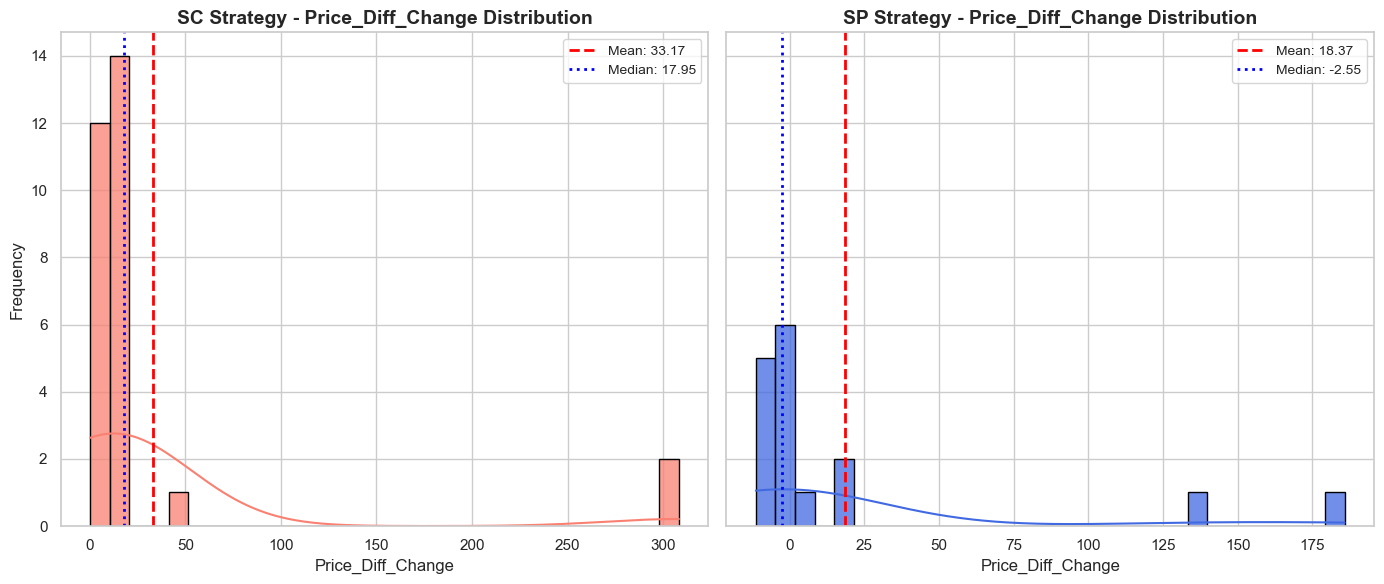 SC Strategy - Price_Diff_Change Distribution
Mean: 33.17
Median: 17.95
Frequency
14
12
10
8
6
4
2
0
0 50 100 150 200 250 300
Price_Diff_Change
SP Strategy - Price_Diff_Change Distribution
Mean: 18.37
Median: -2.55
0 25 50 75 100 125 150 175
Price_Diff_Change